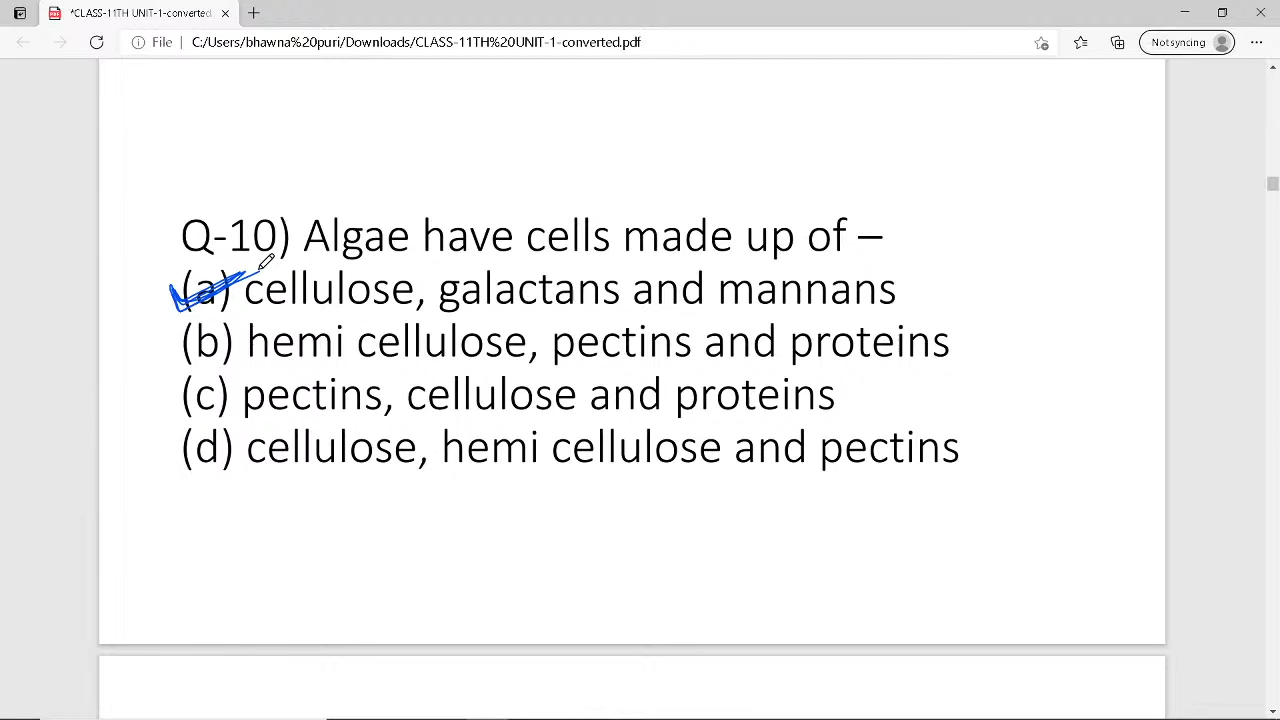 *CLASS-11TH UNIT-1-converted.
File | C:/Users/bhawna%20puri/Downloads/CLASS-11TH%20UNIT-1-converted.pdf
Not syncing
Q-10) Algae have cells made up of –
(a) cellulose, galactans and mannans
(b) hemi cellulose, pectins and proteins
(c) pectins, cellulose and proteins
(d) cellulose, hemi cellulose and pectins